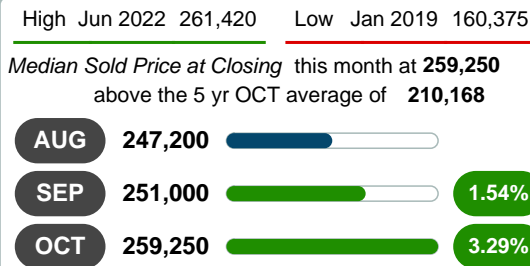 High Jun 2022 261,420 Low Jan 2019 160,375
Median Sold Price at Closing this month at 259,250
above the 5 yr OCT average of 210,168
AUG 247,200
SEP 251,000 1.54%
OCT 259,250 3.29%